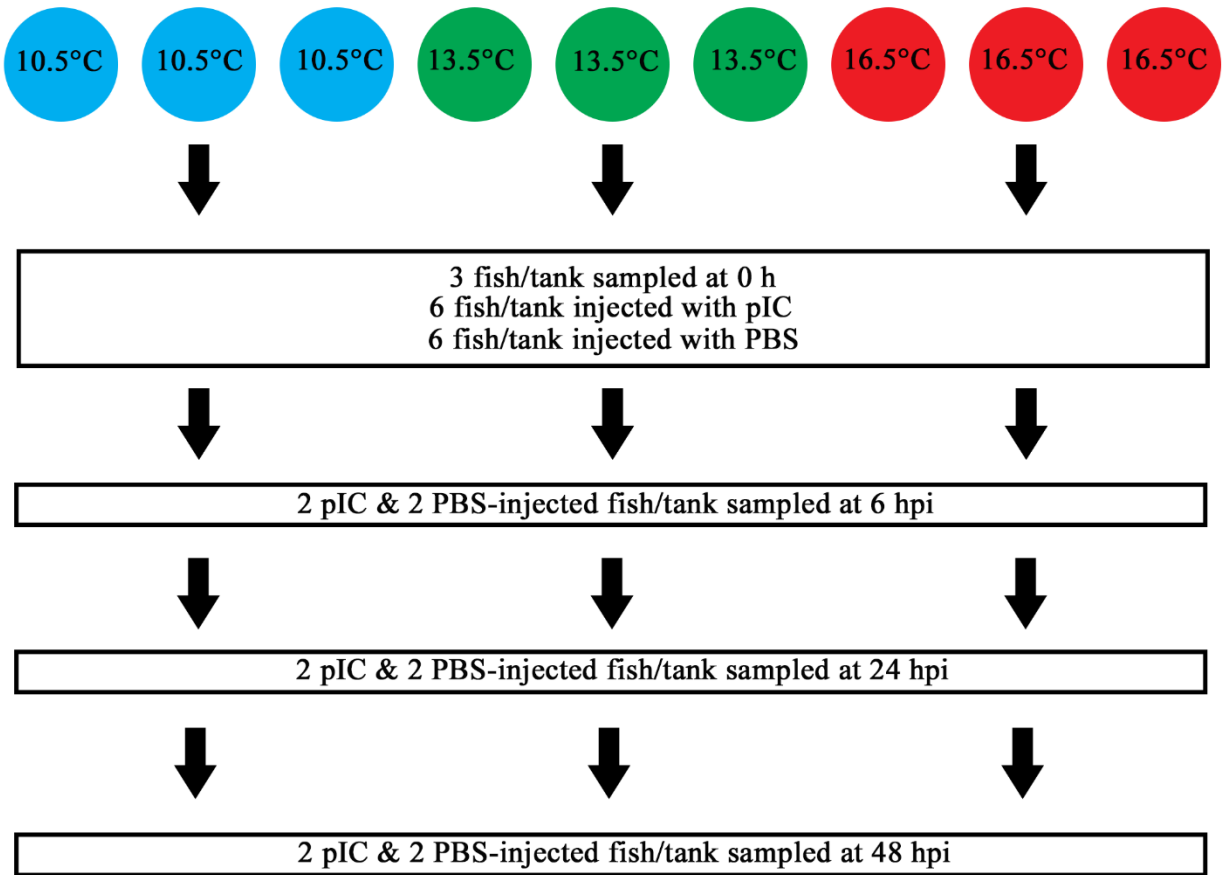 10.5°C 10.5°C 10.5°C 13.5°C 13.5°C 13.5°C 16.5°C 16.5°C 16.5°C
3 fish/tank sampled at 0 h
6 fish/tank injected with pIC
6 fish/tank injected with PBS
2 pIC & 2 PBS-injected fish/tank sampled at 6 hpi
2 pIC & 2 PBS-injected fish/tank sampled at 24 hpi
2 pIC & 2 PBS-injected fish/tank sampled at 48 hpi